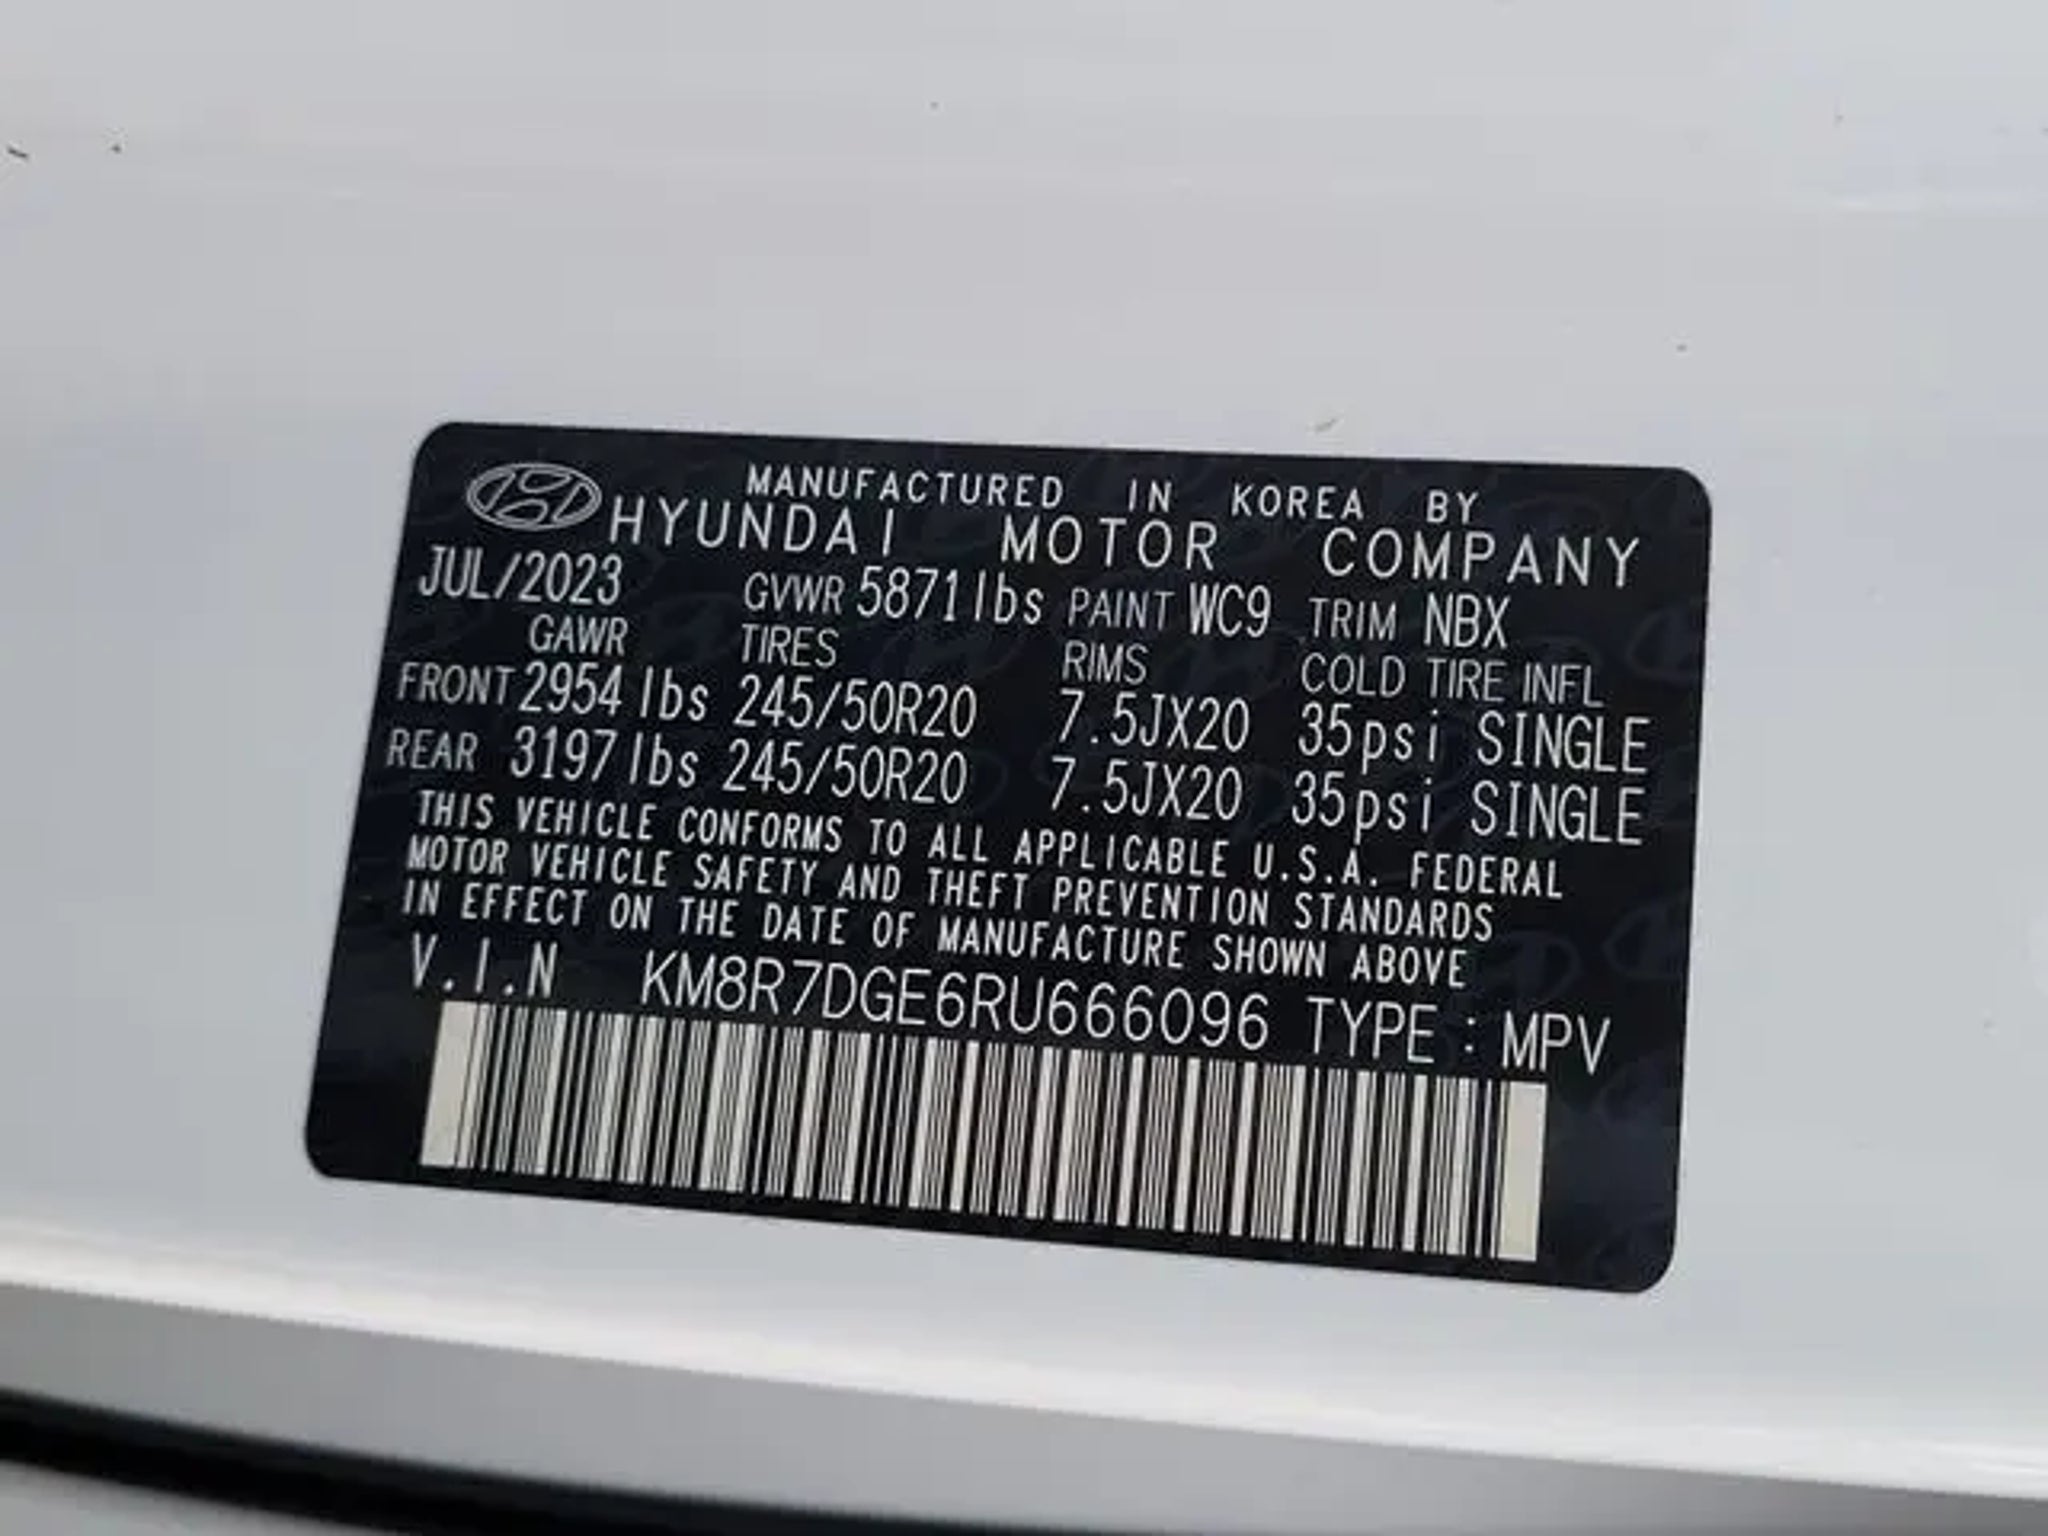 MANUFACTURED IN KOREA BY
HYUNDAI MOTOR COMPANY
JUL/2023 GVWR 5871lbs PAINT WC9 TRIM NBX
GAWR TIRES RIMS COLD TIRE INFL
FRONT 2954lbs 245/50R20 7.5JX20 35psi SINGLE
REAR 3197lbs 245/50R20 7.5JX20 35psi SINGLE
THIS VEHICLE CONFORMS TO ALL APPLICABLE U.S.A. FEDERAL
MOTOR VEHICLE SAFETY AND THEFT PREVENTION STANDARDS
IN EFFECT ON THE DATE OF MANUFACTURE SHOWN ABOVE
V.I.N KM8R7DGE6RU666096 TYPE : MPV